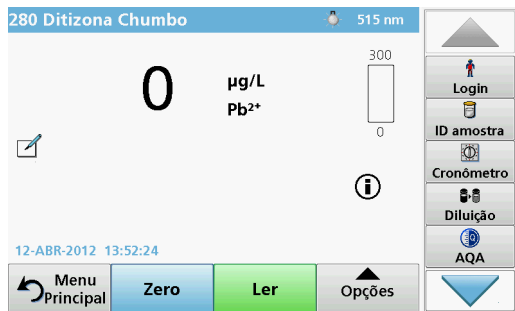 280 Ditizona Chumbo
515 nm
0
µg/L
Pb²⁺
300
0
12-ABR-2012 13:52:24
Menu
Principal
Zero
Ler
Opções
Login
ID amostra
Cronômetro
Diluição
AQA